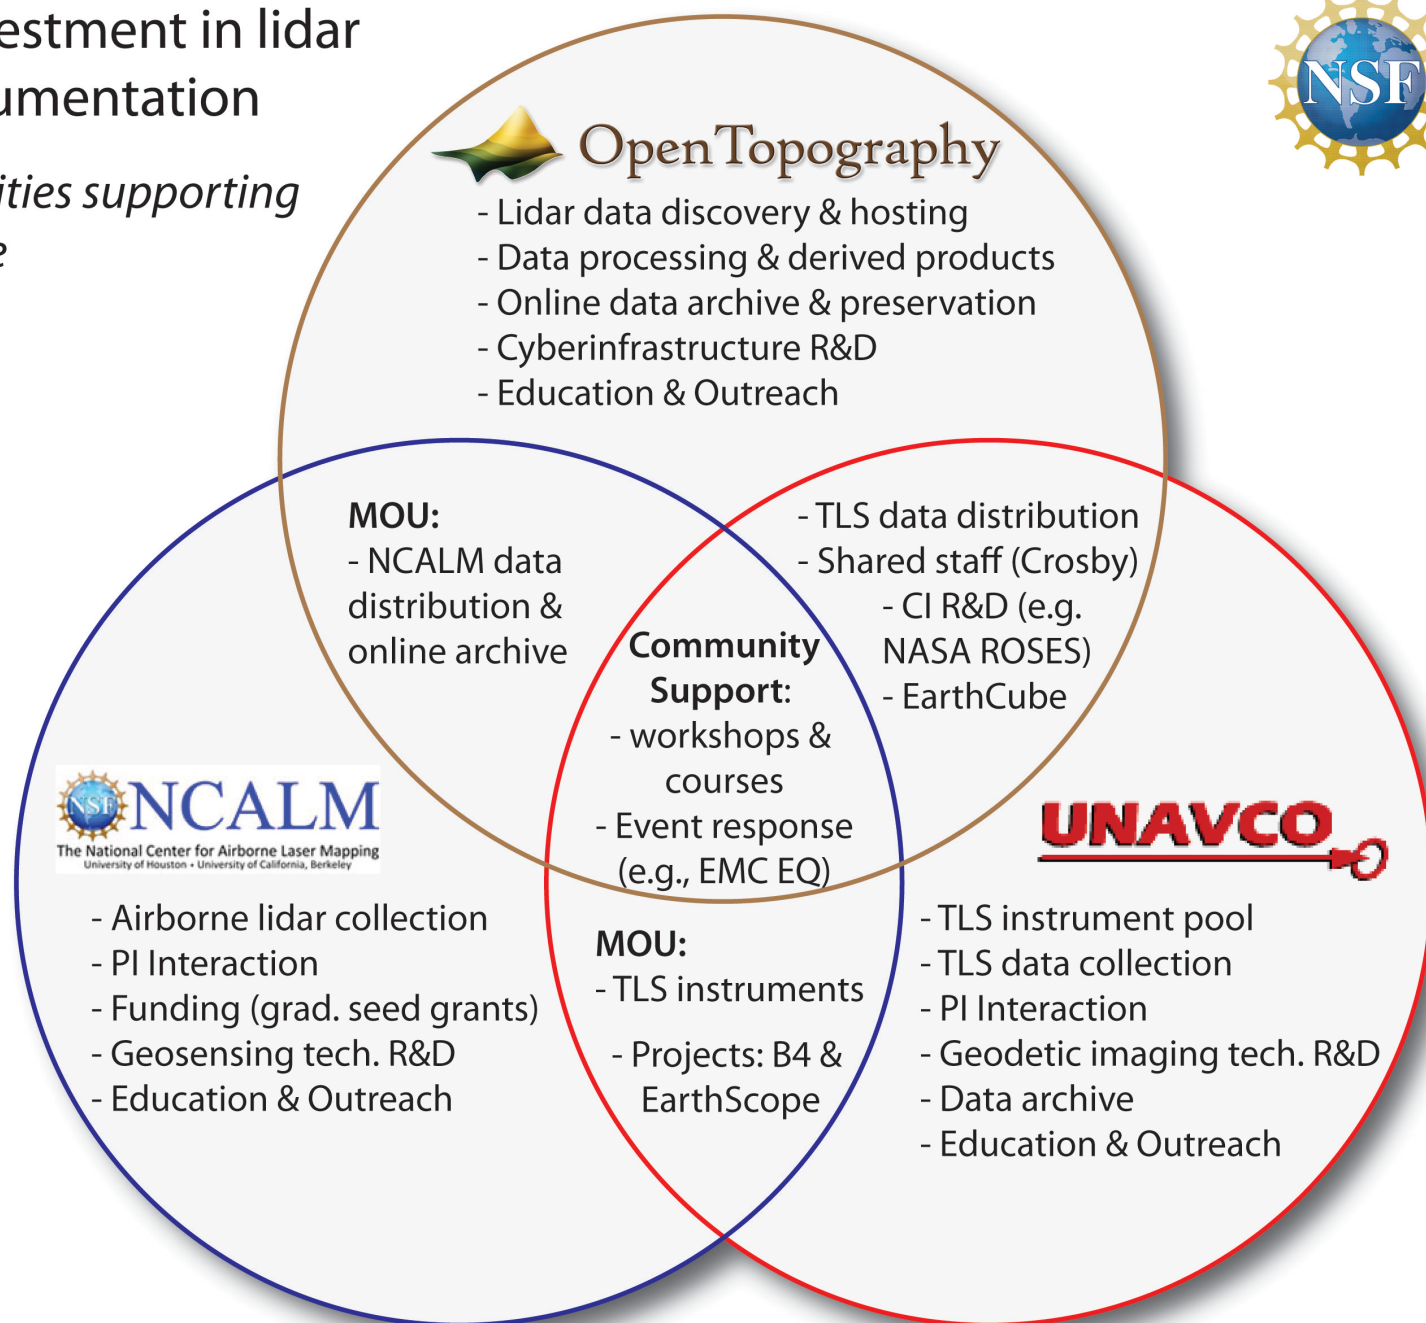 estment in lidar
umentation
ities supporting
e
NSF
OpenTopography
- Lidar data discovery & hosting
- Data processing & derived products
- Online data archive & preservation
- Cyberinfrastructure R&D
- Education & Outreach
MOU:
- NCALM data
distribution &
online archive
- TLS data distribution
- Shared staff (Crosby)
- CI R&D (e.g.
NASA ROSES)
- EarthCube
Community
Support:
- workshops &
courses
- Event response
(e.g., EMC EQ)
NSF NCALM
The National Center for Airborne Laser Mapping
University of Houston • University of California, Berkeley
- Airborne lidar collection
- PI Interaction
- Funding (grad. seed grants)
- Geosensing tech. R&D
- Education & Outreach
MOU:
- TLS instruments
- Projects: B4 &
EarthScope
UNAVCO
- TLS instrument pool
- TLS data collection
- PI Interaction
- Geodetic imaging tech. R&D
- Data archive
- Education & Outreach